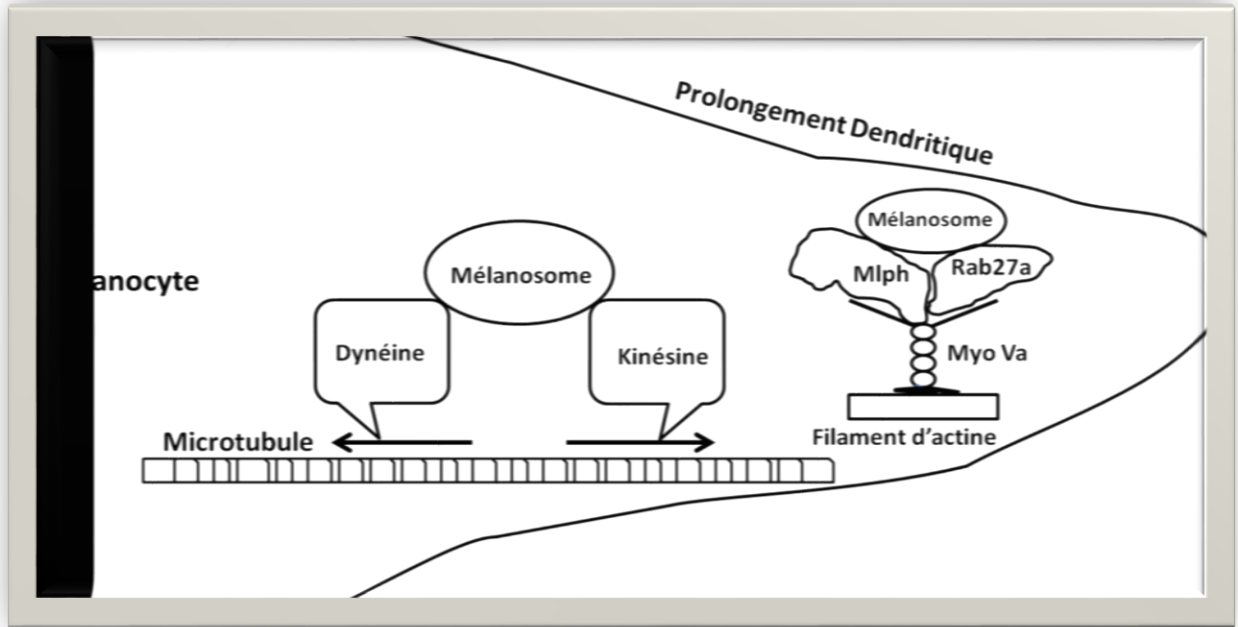 Prolongement Dendritique
Mélanosome
Mlph
Rab27a
anocyte
Mélanosome
Dynéine
Kinésine
Myo Va
Microtubule
Filament d'actine